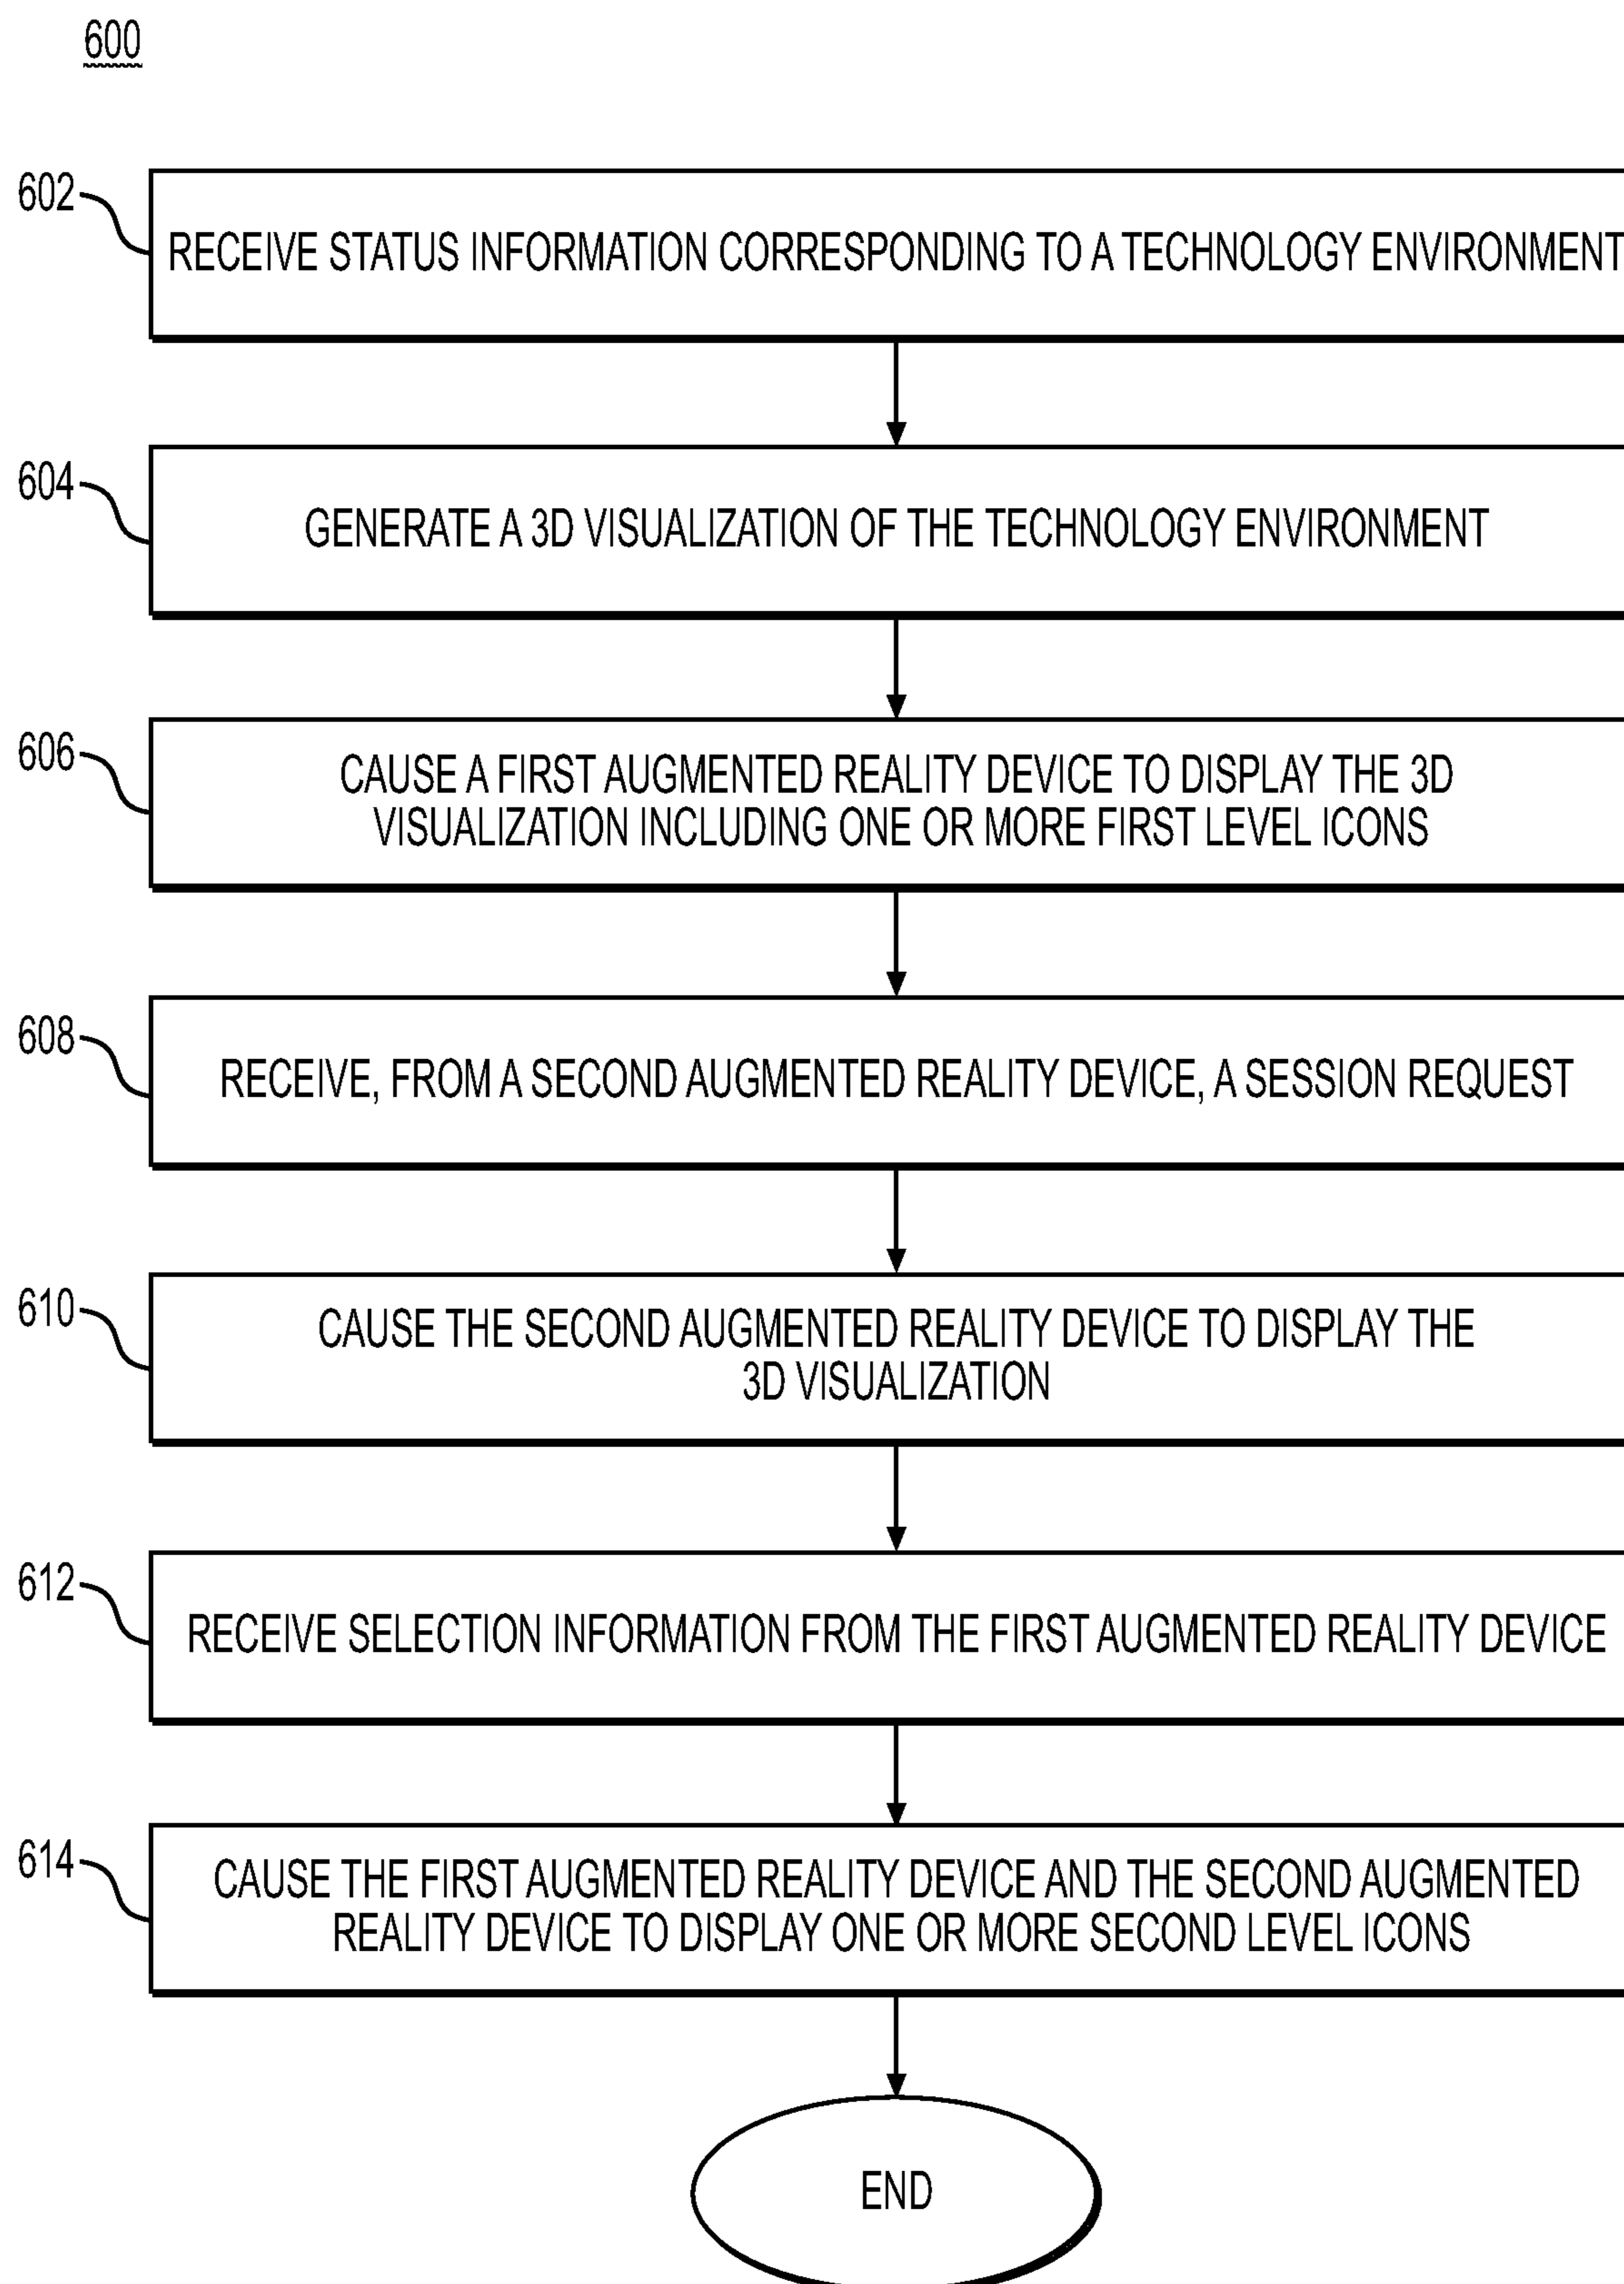 600
602
RECEIVE STATUS INFORMATION CORRESPONDING TO A TECHNOLOGY ENVIRONMENT
604
GENERATE A 3D VISUALIZATION OF THE TECHNOLOGY ENVIRONMENT
606
CAUSE A FIRST AUGMENTED REALITY DEVICE TO DISPLAY THE 3D
VISUALIZATION INCLUDING ONE OR MORE FIRST LEVEL ICONS
608
RECEIVE, FROM A SECOND AUGMENTED REALITY DEVICE, A SESSION REQUEST
610
CAUSE THE SECOND AUGMENTED REALITY DEVICE TO DISPLAY THE
3D VISUALIZATION
612
RECEIVE SELECTION INFORMATION FROM THE FIRST AUGMENTED REALITY DEVICE
614
CAUSE THE FIRST AUGMENTED REALITY DEVICE AND THE SECOND AUGMENTED
REALITY DEVICE TO DISPLAY ONE OR MORE SECOND LEVEL ICONS
END